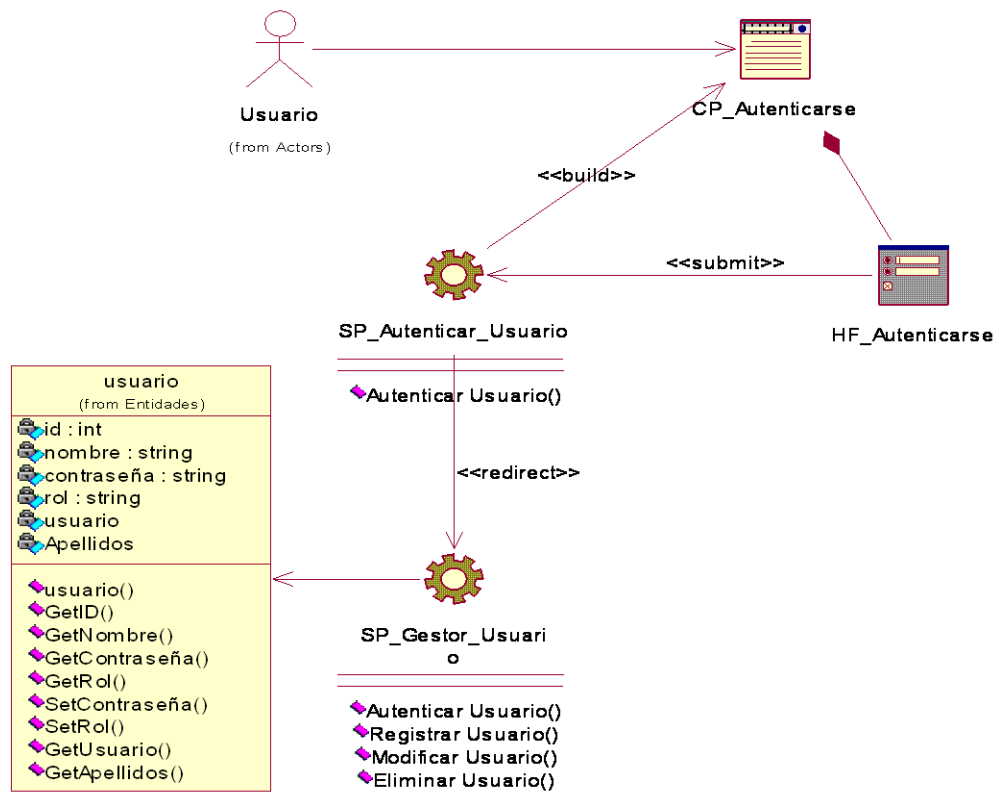 Usuario
(from Actors)
CP_Autenticarse
<<build>>
<<submit>>
SP_Autenticar_Usuario
HF_Autenticarse
Autenticar Usuario()
<<redirect>>
usuario
(from Entidades)
id : int
nombre : string
contraseña : string
rol : string
usuario
Apellidos
usuario()
GetID()
GetNombre()
GetContraseña()
GetRol()
SetContraseña()
SetRol()
GetUsuario()
GetApellidos()
SP_Gestor_Usuari
o
Autenticar Usuario()
Registrar Usuario()
Modificar Usuario()
Eliminar Usuario()